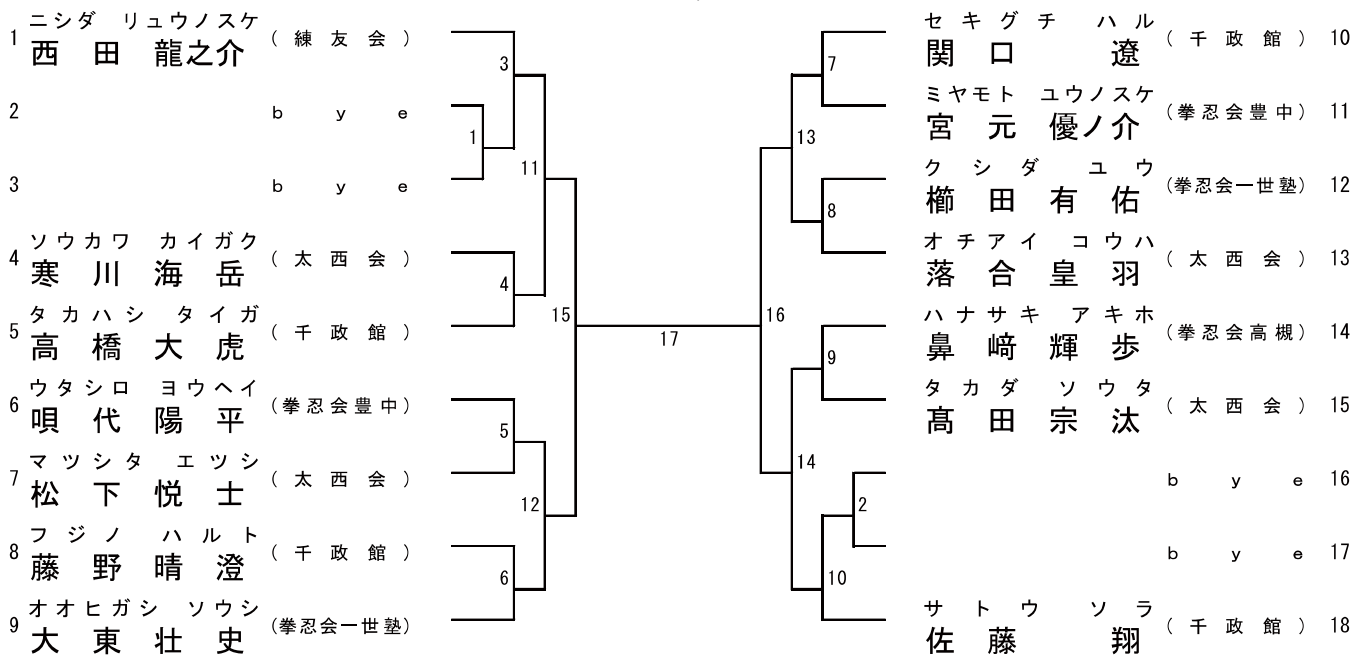 ニシダ リュウノスケ
1 西田 龍之介 (練友会)
2 bye
3 bye
ソウカワ カイガク
4 寒川海岳 (太西会)
タカハシ タイガ
5 高橋大虎 (千政館)
ウタシロ ヨウヘイ
6 唄代陽平 (拳忍会豊中)
マツシタ エツシ
7 松下悦士 (太西会)
フジノ ハルト
8 藤野晴澄 (千政館)
オオヒガシ ソウシ
9 大東壮史 (拳忍会一世塾)
3
1
11
4
15
5
12
6
17
7
13
8
16
9
14
2
10
セキグチ ハル
関口 遼 (千政館) 10
ミヤモト ユウノスケ
宮元優ノ介 (拳忍会豊中) 11
クシダ ユウ
櫛田有佑 (拳忍会一世塾) 12
オチアイ コウハ
落合皇羽 (太西会) 13
ハナサキ アキホ
鼻﨑輝歩 (拳忍会高槻) 14
タカダ ソウタ
髙田宗汰 (太西会) 15
bye 16
bye 17
サトウ ソラ
佐藤 翔 (千政館) 18